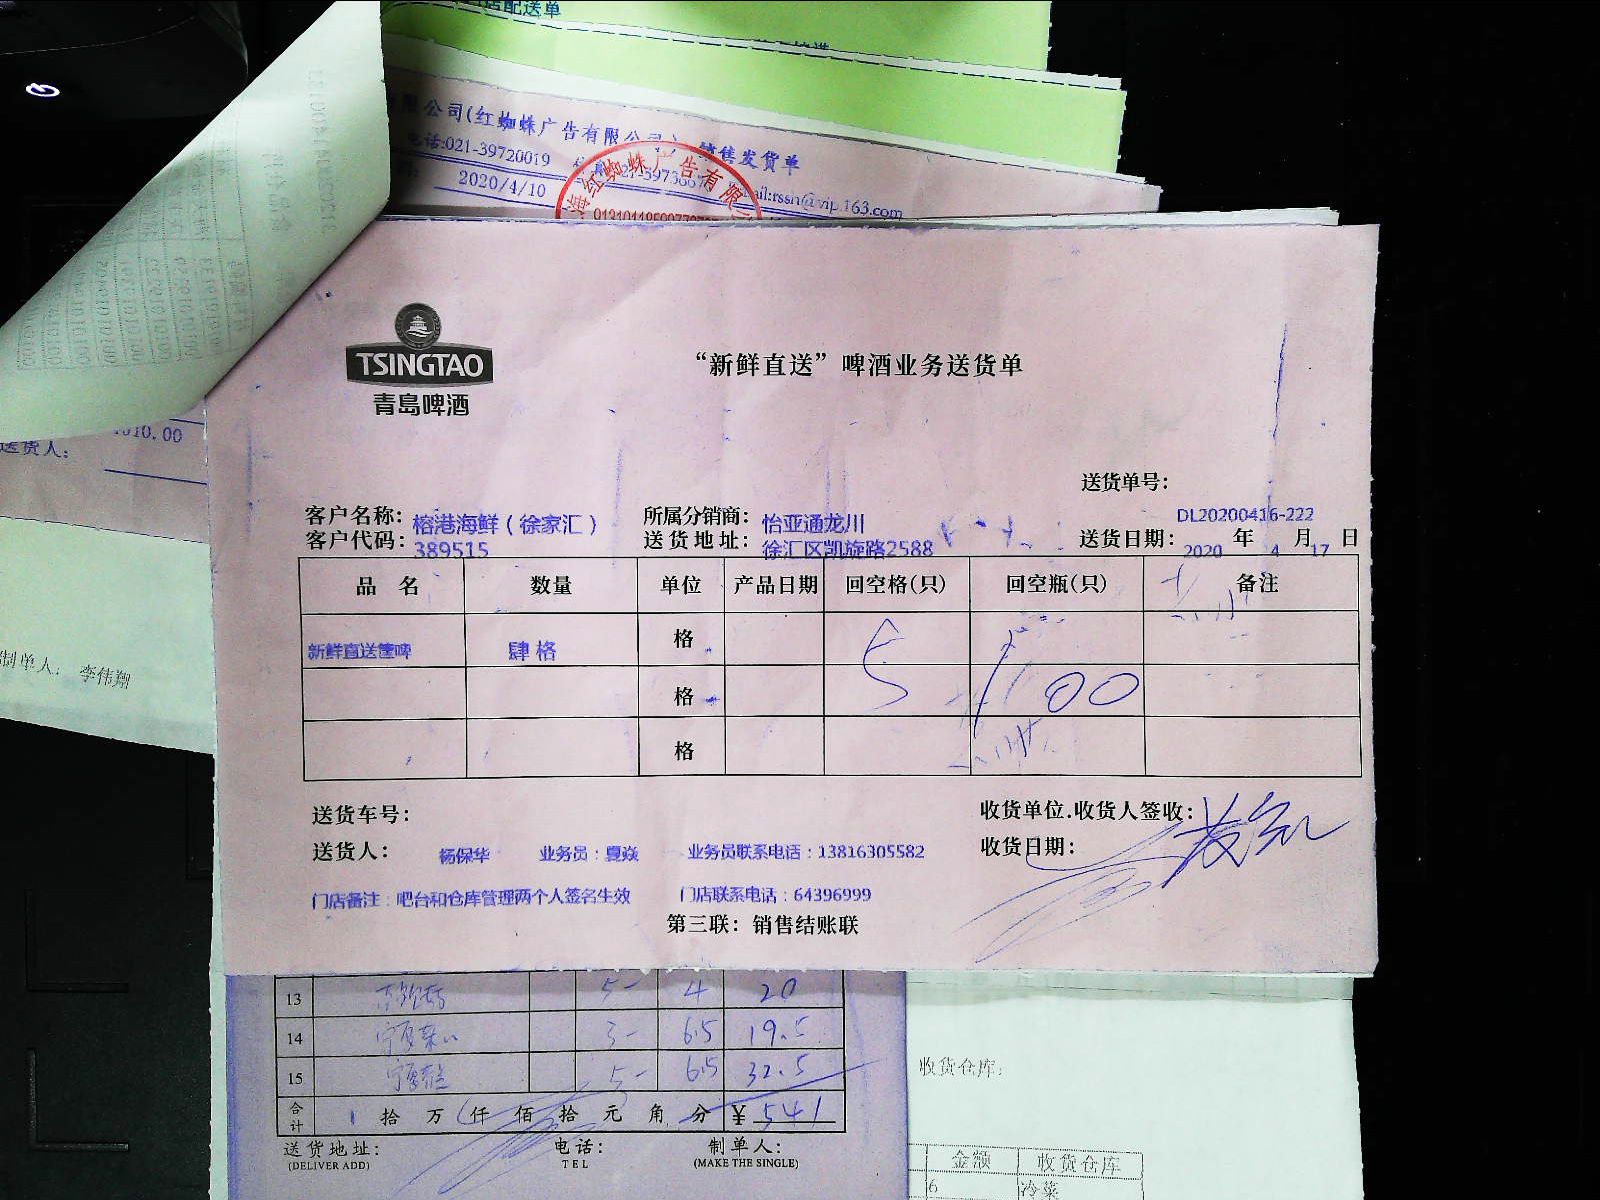 店配送单
限公司(红蜘蛛广告有限公司) 销售发货单
电话:021-39720019
2020/4/10
mail:rssh@vip.163.com
红蜘蛛广告有限公
1010.00
送货人:
制单人: 李伟翔
TSINGTAO
青岛啤酒
“新鲜直送”啤酒业务送货单
送货单号:
DL20200416-222
客户名称: 榕港海鲜(徐家汇) 所属分销商: 怡亚通龙川
客户代码: 389515 送货地址: 徐汇区凯旋路2588 送货日期: 2020 年 4 月 17 日
品 名 数量 单位 产品日期 回空格(只) 回空瓶(只) 备注
新鲜直送筐啤 肆格 格
格 5 100
格
送货车号: 收货单位.收货人签收:
送货人: 杨保华 业务员:夏焱 业务员联系电话:13816305582 收货日期:
门店备注:吧台和仓库管理两个人签名生效 门店联系电话:64396999
第三联: 销售结账联
13 5- 4 20
14 3- 6.5 19.5
15 5- 6.5 32.5
合计 拾 万 仟 佰 拾 元 角 分 ¥ 541
送货地址: 电话: 制单人:
(DELIVER ADD) TEL (MAKE THE SINGLE)
收货仓库:
金额 收货仓库
6 冷菜